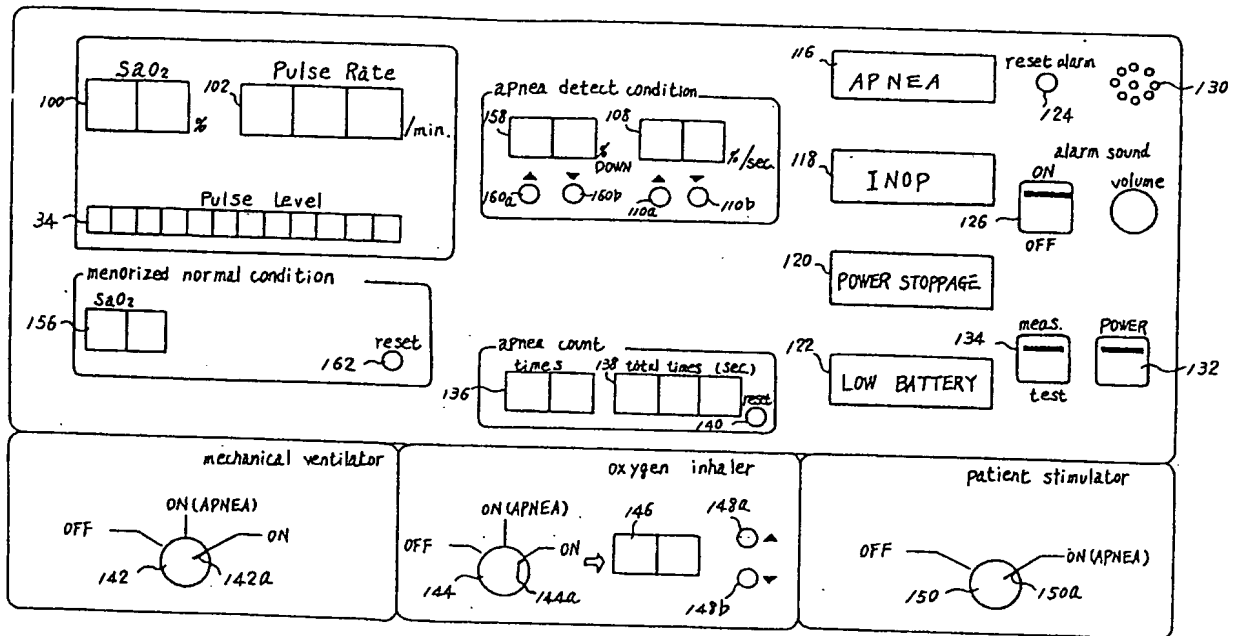 SaO2
Pulse Rate
100
102
%
/min.
Pulse Level
34
menorized normal condition
SaO2
156
reset
162
apnea detect condition
158
108
% DOWN
%/sec.
▲ ▼ ▲ ▼
160a 160b 110a 110b
apnea count
times
138 total times (sec)
136
reset
140
116
APNEA
118
INOP
120
POWER STOPPAGE
122
LOW BATTERY
reset alarm
124
130
alarm sound
ON
volume
126
OFF
meas.
POWER
134
132
test
mechanical ventilator
ON (APNEA)
OFF
ON
142
142a
oxygen inhaler
ON (APNEA)
OFF
ON
146
148a
▲
▼
144
144a
148b
patient stimulator
OFF
ON (APNEA)
150
150a